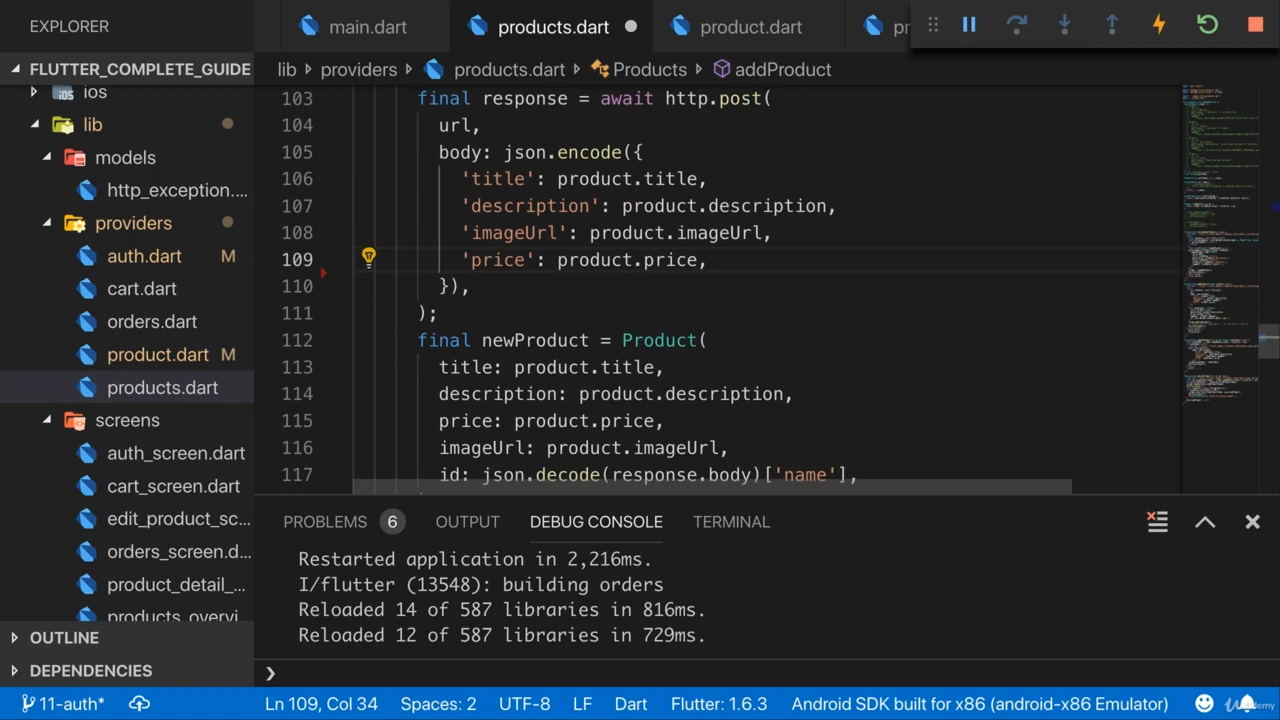 EXPLORER
main.dart
products.dart
product.dart
pr
FLUTTER_COMPLETE_GUIDE
lib
providers
products.dart
Products
addProduct
ios
lib
models
http_exception....
providers
auth.dart M
cart.dart
orders.dart
product.dart M
products.dart
screens
auth_screen.dart
cart_screen.dart
edit_product_sc...
orders_screen.d...
product_detail_...
products_overvi
OUTLINE
DEPENDENCIES
103 final response = await http.post(
104 url,
105 body: json.encode({
106 'title': product.title,
107 'description': product.description,
108 'imageUrl': product.imageUrl,
109 'price': product.price,
110 }),
111 );
112 final newProduct = Product(
113 title: product.title,
114 description: product.description,
115 price: product.price,
116 imageUrl: product.imageUrl,
117 id: json.decode(response.body)['name'],
PROBLEMS 6 OUTPUT DEBUG CONSOLE TERMINAL
Restarted application in 2,216ms.
I/flutter (13548): building orders
Reloaded 14 of 587 libraries in 816ms.
Reloaded 12 of 587 libraries in 729ms.
11-auth* Ln 109, Col 34 Spaces: 2 UTF-8 LF Dart Flutter: 1.6.3 Android SDK built for x86 (android-x86 Emulator)